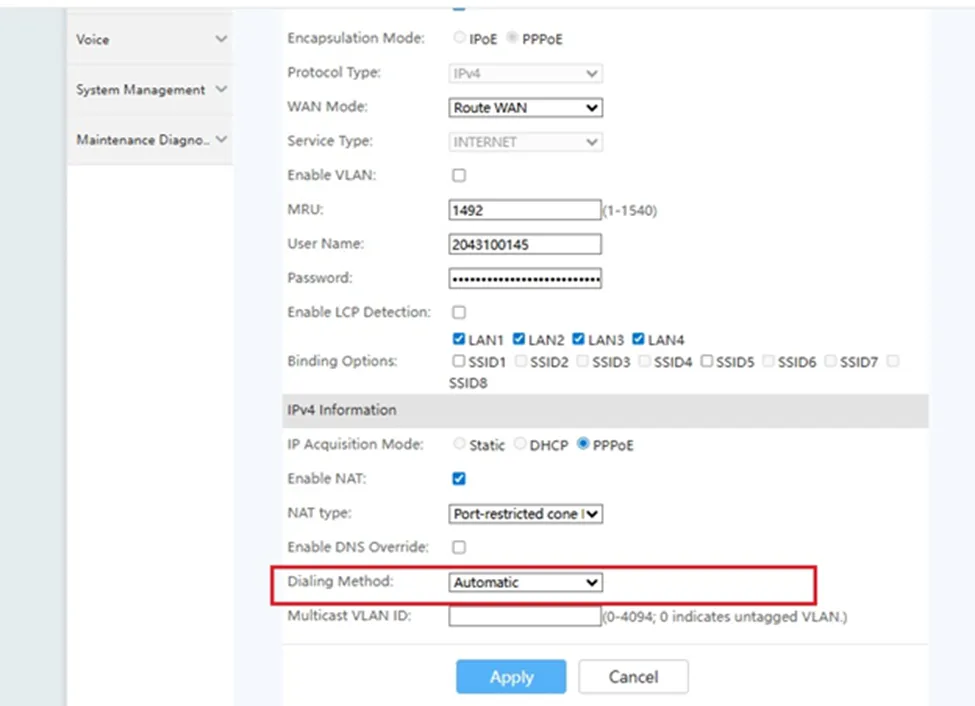 Voice
System Management
Maintenance Diagno..
Encapsulation Mode: IPoE PPPoE
Protocol Type: IPv4
WAN Mode: Route WAN
Service Type: INTERNET
Enable VLAN:
MRU: 1492 (1-1540)
User Name: 2043100145
Password: ••••••••••••••••••••••••••
Enable LCP Detection:
LAN1 LAN2 LAN3 LAN4
Binding Options: SSID1 SSID2 SSID3 SSID4 SSID5 SSID6 SSID7
SSID8
IPv4 Information
IP Acquisition Mode: Static DHCP PPPoE
Enable NAT:
NAT type: Port-restricted cone
Enable DNS Override:
Dialing Method: Automatic
Multicast VLAN ID: (0-4094; 0 indicates untagged VLAN.)
Apply Cancel